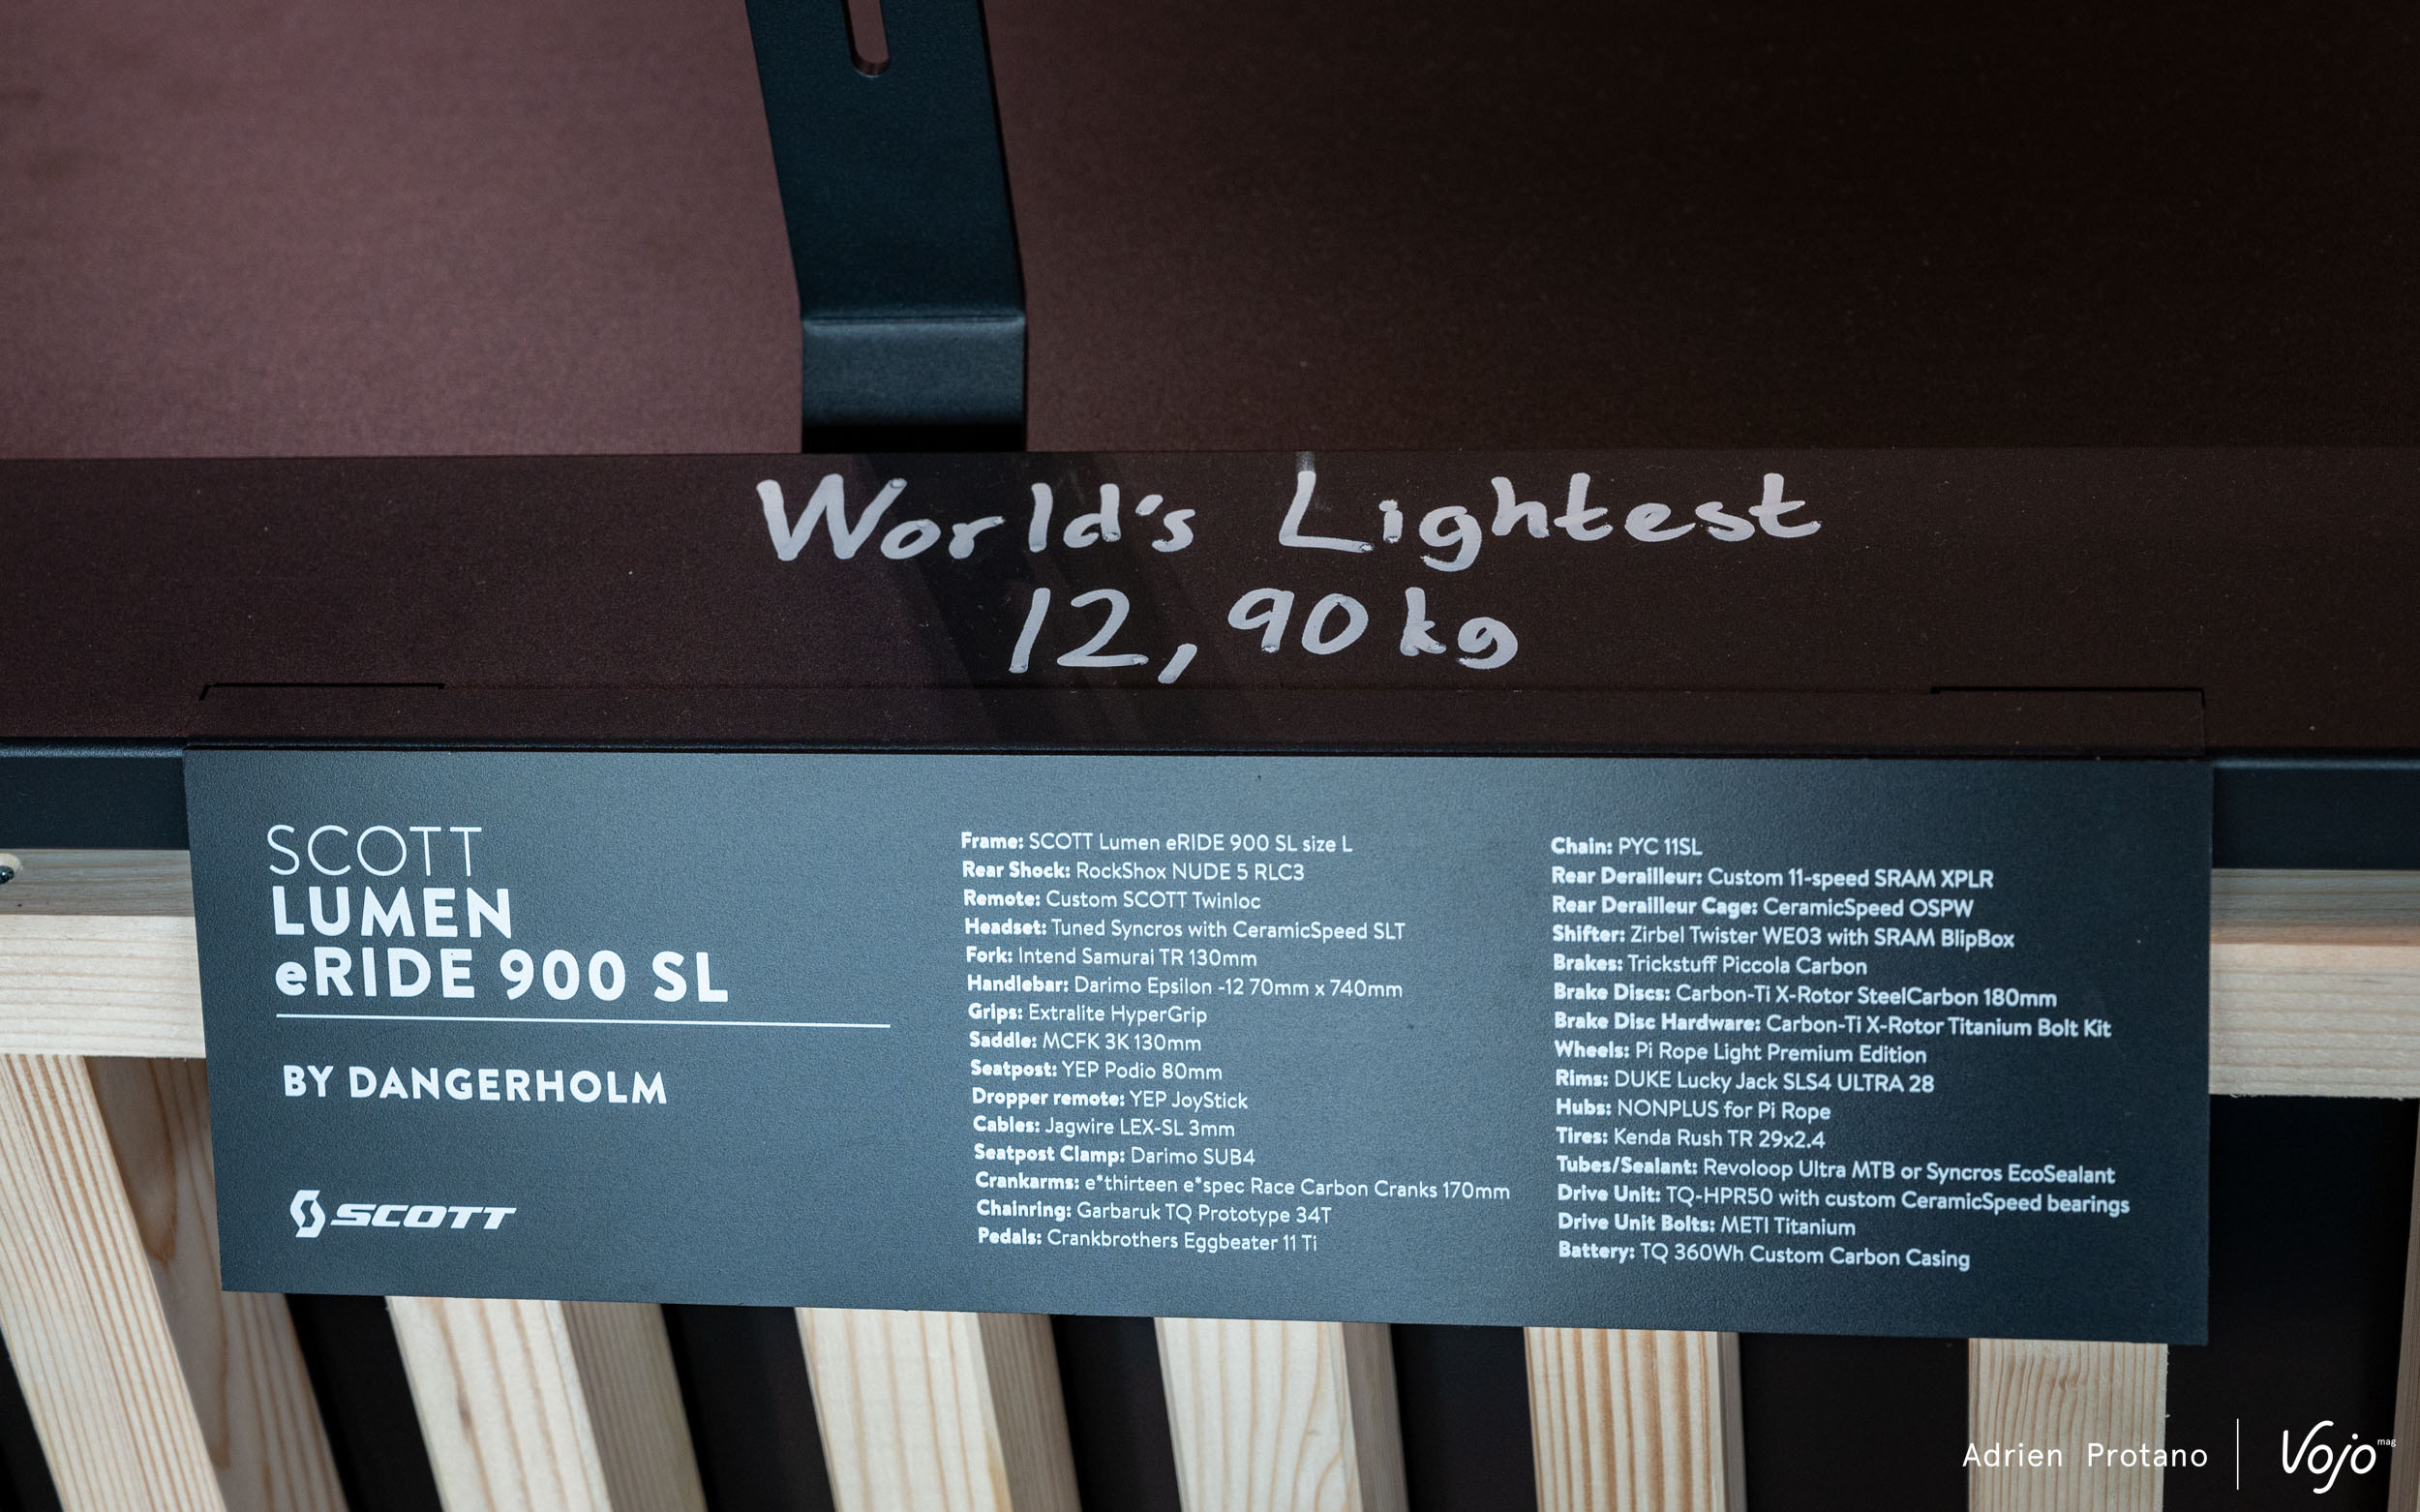 World's Lightest
12,90 kg
SCOTT
LUMEN
eRIDE 900 SL
BY DANGERHOLM
SCOTT
Frame: SCOTT Lumen eRIDE 900 SL size L
Rear Shock: RockShox NUDE 5 RLC3
Remote: Custom SCOTT Twinloc
Headset: Tuned Syncros with CeramicSpeed SLT
Fork: Intend Samurai TR 130mm
Handlebar: Darimo Epsilon -12 70mm x 740mm
Grips: Extralite HyperGrip
Saddle: MCFK 3K 130mm
Seatpost: YEP Podio 80mm
Dropper remote: YEP JoyStick
Cables: Jagwire LEX-SL 3mm
Seatpost Clamp: Darimo SUB4
Crankarms: e*thirteen e*spec Race Carbon Cranks 170mm
Chainring: Garbaruk TQ Prototype 34T
Pedals: Crankbrothers Eggbeater 11 Ti
Chain: PYC 11SL
Rear Derailleur: Custom 11-speed SRAM XPLR
Rear Derailleur Cage: CeramicSpeed OSPW
Shifter: Zirbel Twister WE03 with SRAM BlipBox
Brakes: Trickstuff Piccola Carbon
Brake Discs: Carbon-Ti X-Rotor SteelCarbon 180mm
Brake Disc Hardware: Carbon-Ti X-Rotor Titanium Bolt Kit
Wheels: Pi Rope Light Premium Edition
Rims: DUKE Lucky Jack SLS4 ULTRA 28
Hubs: NONPLUS for Pi Rope
Tires: Kenda Rush TR 29x2.4
Tubes/Sealant: Revoloop Ultra MTB or Syncros EcoSealant
Drive Unit: TQ-HPR50 with custom CeramicSpeed bearings
Drive Unit Bolts: METI Titanium
Battery: TQ 360Wh Custom Carbon Casing
Adrien Protano
Vojo mag